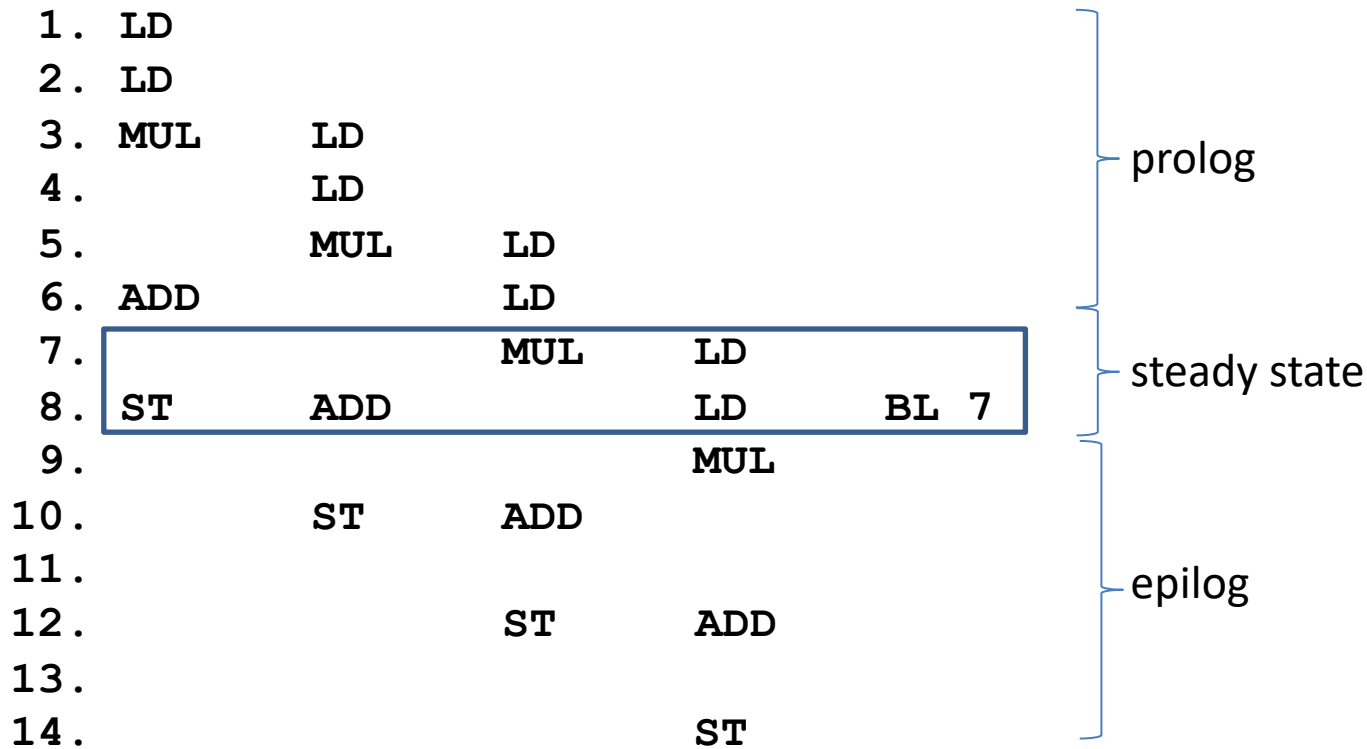 1. LD
2. LD
3. MUL LD
prolog
4. LD
5. MUL LD
6. ADD LD
7. MUL LD
steady state
8. ST ADD LD BL 7
9. MUL
10. ST ADD
11.
epilog
12. ST ADD
13.
14. ST